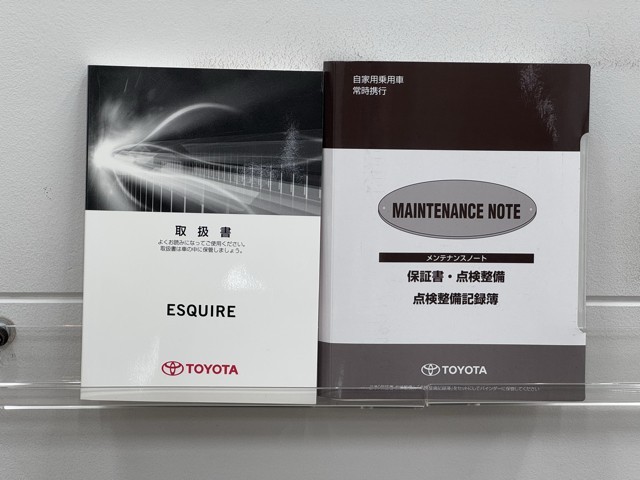 取扱書
よくお読みになってご使用ください。
取扱書は車の中に保管しましょう。
ESQUIRE
TOYOTA
自家用乗用車
常時携行
MAINTENANCE NOTE
メンテナンスノート
保証書・点検整備
点検整備記録簿
TOYOTA